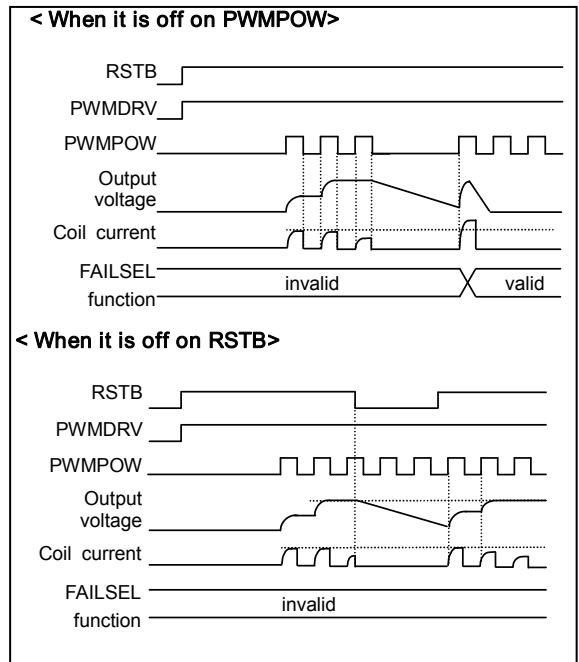 < When it is off on PWMPOW>
RSTB
PWMDRV
PWMPOW
Output
voltage
Coil current
FAILSEL
function
invalid
valid
< When it is off on RSTB>
RSTB
PWMDRV
PWMPOW
Output
voltage
Coil current
FAILSEL
function
invalid